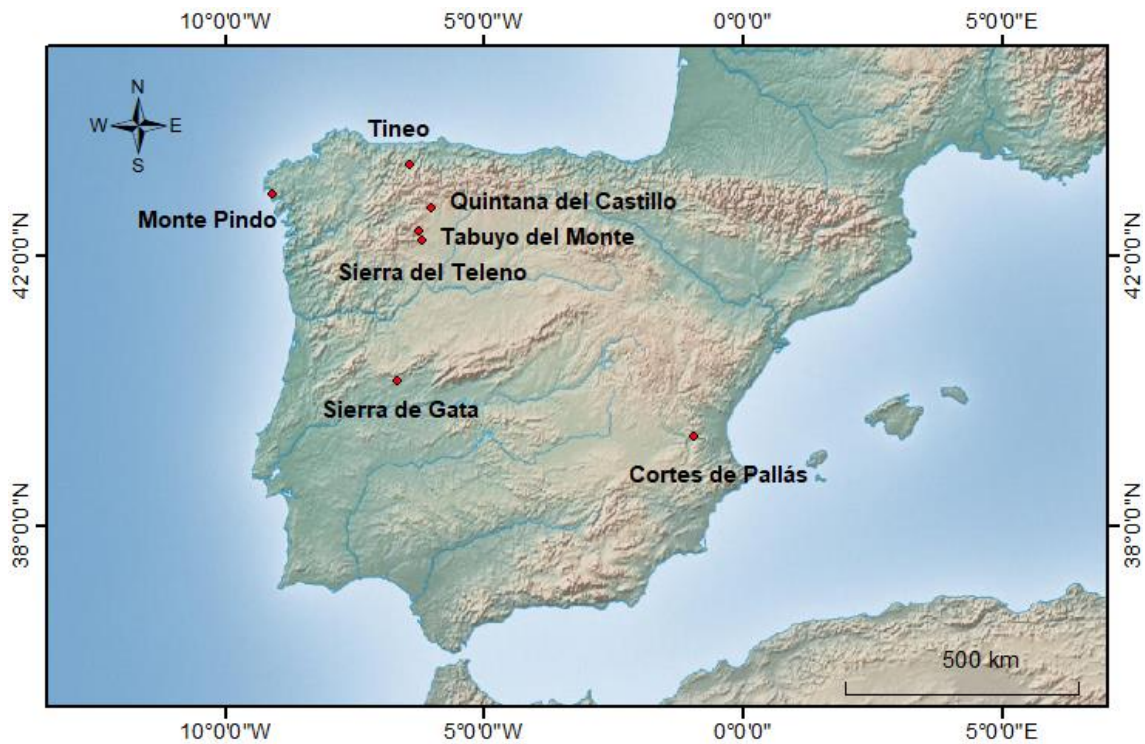 10°0'0"W 5°0'0"W 0°0'0" 5°0'0"E
N
W E
S
Tineo
Quintana del Castillo
Monte Pindo
Tabuyo del Monte
42°0'0"N 42°0'0"N
Sierra del Teleno
Sierra de Gata
Cortes de Pallás
38°0'0"N 38°0'0"N
500 km
10°0'0"W 5°0'0"W 0°0'0" 5°0'0"E